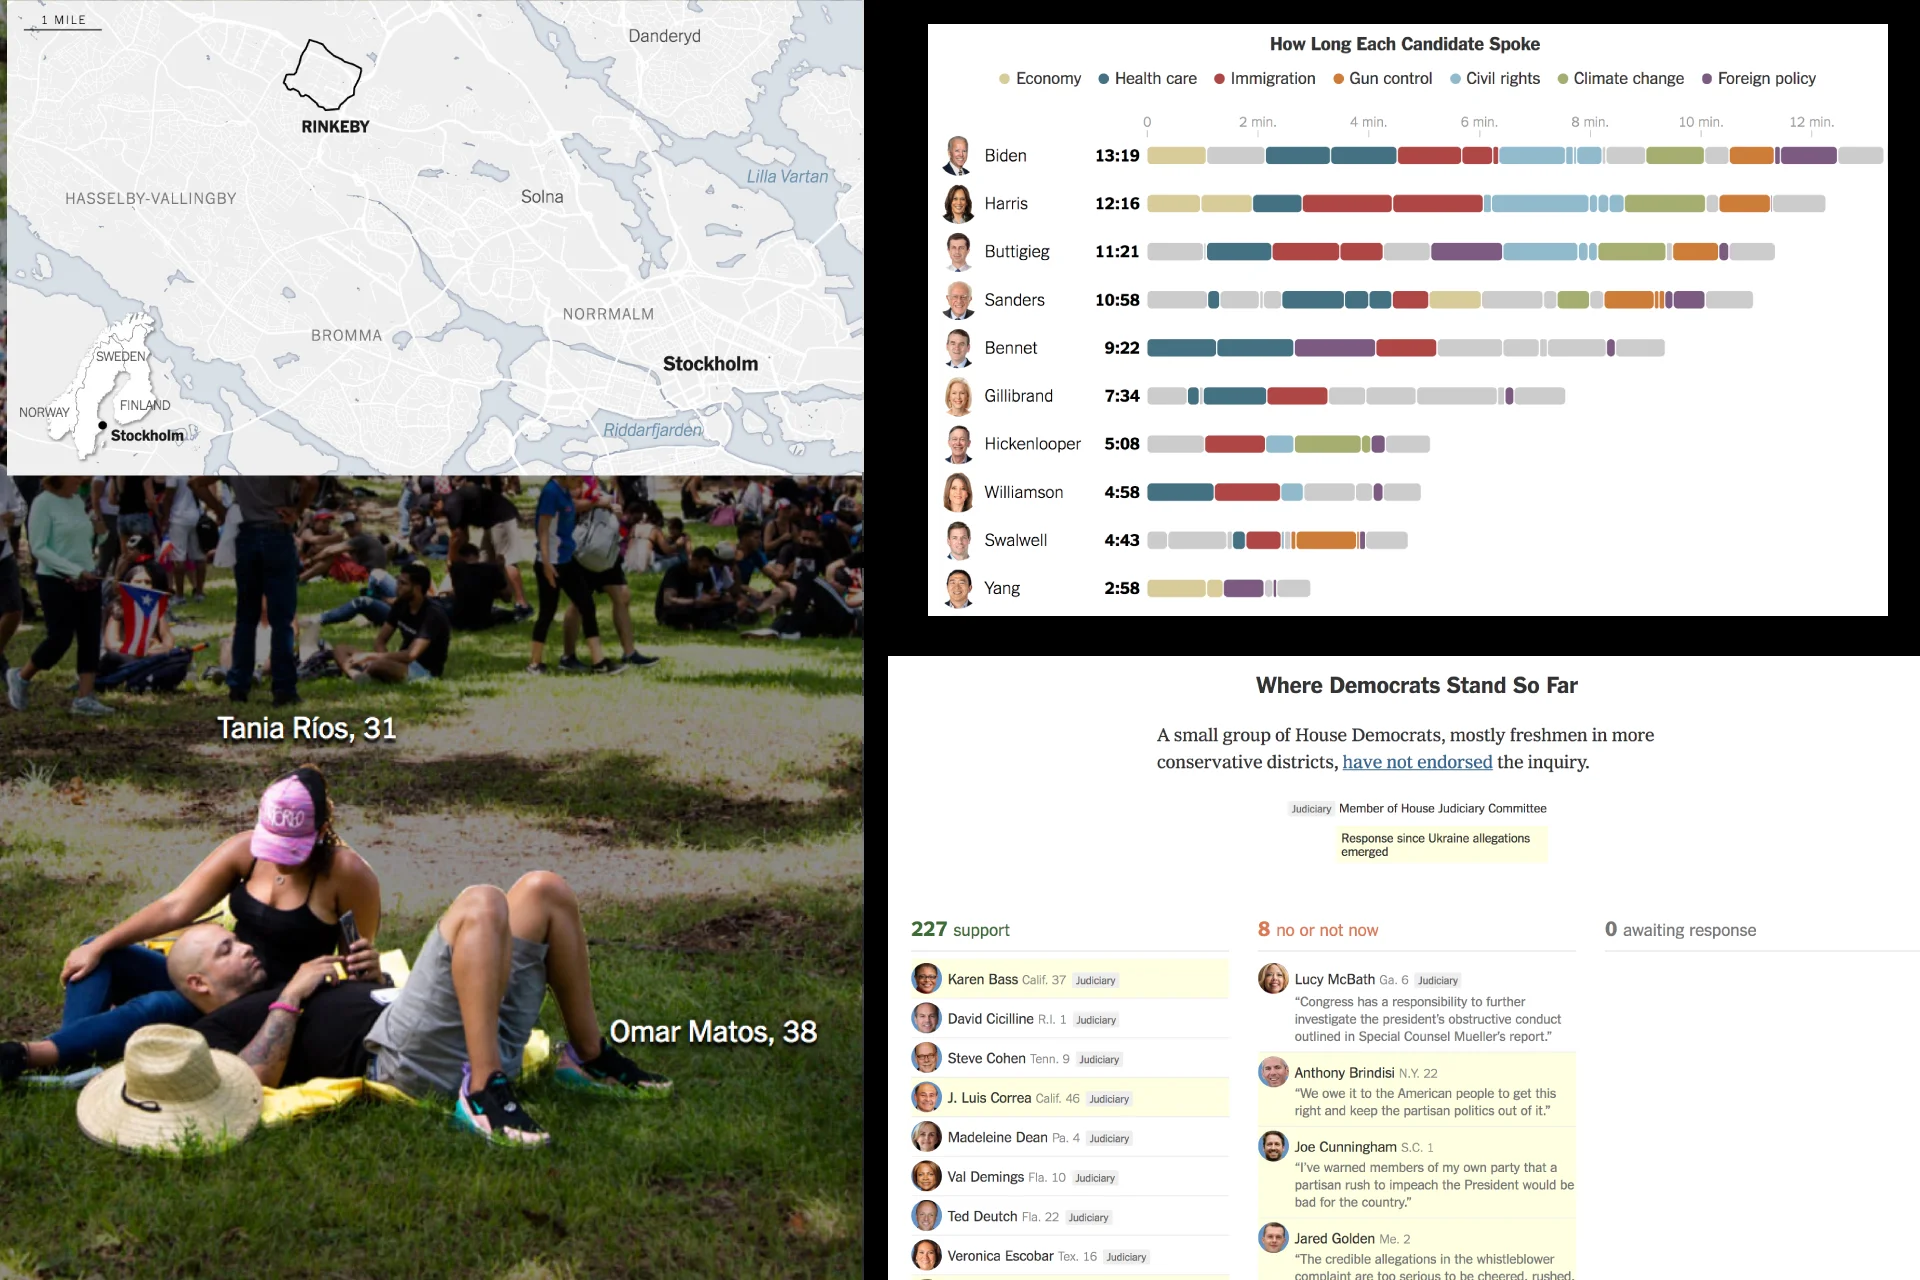 1 MILE
Danderyd
RINKEBY
Lilla Vartan
HASSELBY-VALLINGBY
Solna
NORRMALM
BROMMA
Stockholm
SWEDEN
NORWAY
FINLAND
Stockholm
Riddarfjarden
Tania Ríos, 31
Omar Matos, 38
How Long Each Candidate Spoke
Economy Health care Immigration Gun control Civil rights Climate change Foreign policy
0 2 min. 4 min. 6 min. 8 min. 10 min. 12 min.
Biden 13:19
Harris 12:16
Buttigieg 11:21
Sanders 10:58
Bennet 9:22
Gillibrand 7:34
Hickenlooper 5:08
Williamson 4:58
Swalwell 4:43
Yang 2:58
Where Democrats Stand So Far
A small group of House Democrats, mostly freshmen in more
conservative districts, have not endorsed the inquiry.
Judiciary Member of House Judiciary Committee
Response since Ukraine allegations
emerged
227 support
Karen Bass Calif. 37 Judiciary
David Cicilline R.I. 1 Judiciary
Steve Cohen Tenn. 9 Judiciary
J. Luis Correa Calif. 46 Judiciary
Madeleine Dean Pa. 4 Judiciary
Val Demings Fla. 10 Judiciary
Ted Deutch Fla. 22 Judiciary
Veronica Escobar Tex. 16 Judiciary
8 no or not now
Lucy McBath Ga. 6 Judiciary
“Congress has a responsibility to further
investigate the president’s obstructive conduct
outlined in Special Counsel Mueller’s report.”
Anthony Brindisi N.Y. 22
“We owe it to the American people to get this
right and keep the partisan politics out of it.”
Joe Cunningham S.C. 1
“I’ve warned members of my own party that a
partisan rush to impeach the President would be
bad for the country.”
Jared Golden Me. 2
“The credible allegations in the whistleblower
complaint are too serious to be cheered, rushed,
0 awaiting response